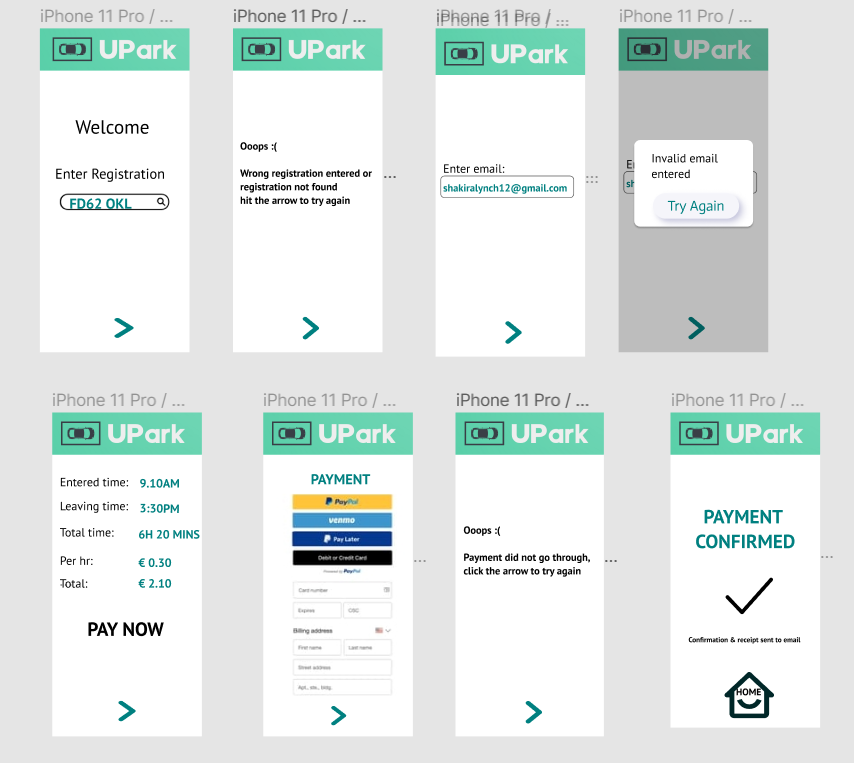 iPhone 11 Pro / ...
UPark
Welcome
Enter Registration
FD62 OKL
iPhone 11 Pro / ...
UPark
Ooops :(
Wrong registration entered or
registration not found
hit the arrow to try again
...
iPhone 11 Pro / ...
UPark
Enter email:
shakiralynch12@gmail.com
iPhone 11 Pro / ...
UPark
Invalid email
entered
Try Again
iPhone 11 Pro / ...
UPark
Entered time: 9.10AM
Leaving time: 3:30PM
Total time: 6H 20 MINS
Per hr: € 0.30
Total: € 2.10
PAY NOW
iPhone 11 Pro / ...
UPark
PAYMENT
PayPal
venmo
Pay Later
Debit or Credit Card
Powered by PayPal
Card number
Expires CSC
Billing address
First name Last name
Street address
Apt., ste., bldg.
...
iPhone 11 Pro / ...
UPark
Ooops :(
Payment did not go through,
click the arrow to try again
...
iPhone 11 Pro / ...
UPark
PAYMENT
CONFIRMED
Confirmation & receipt sent to email
HOME
...